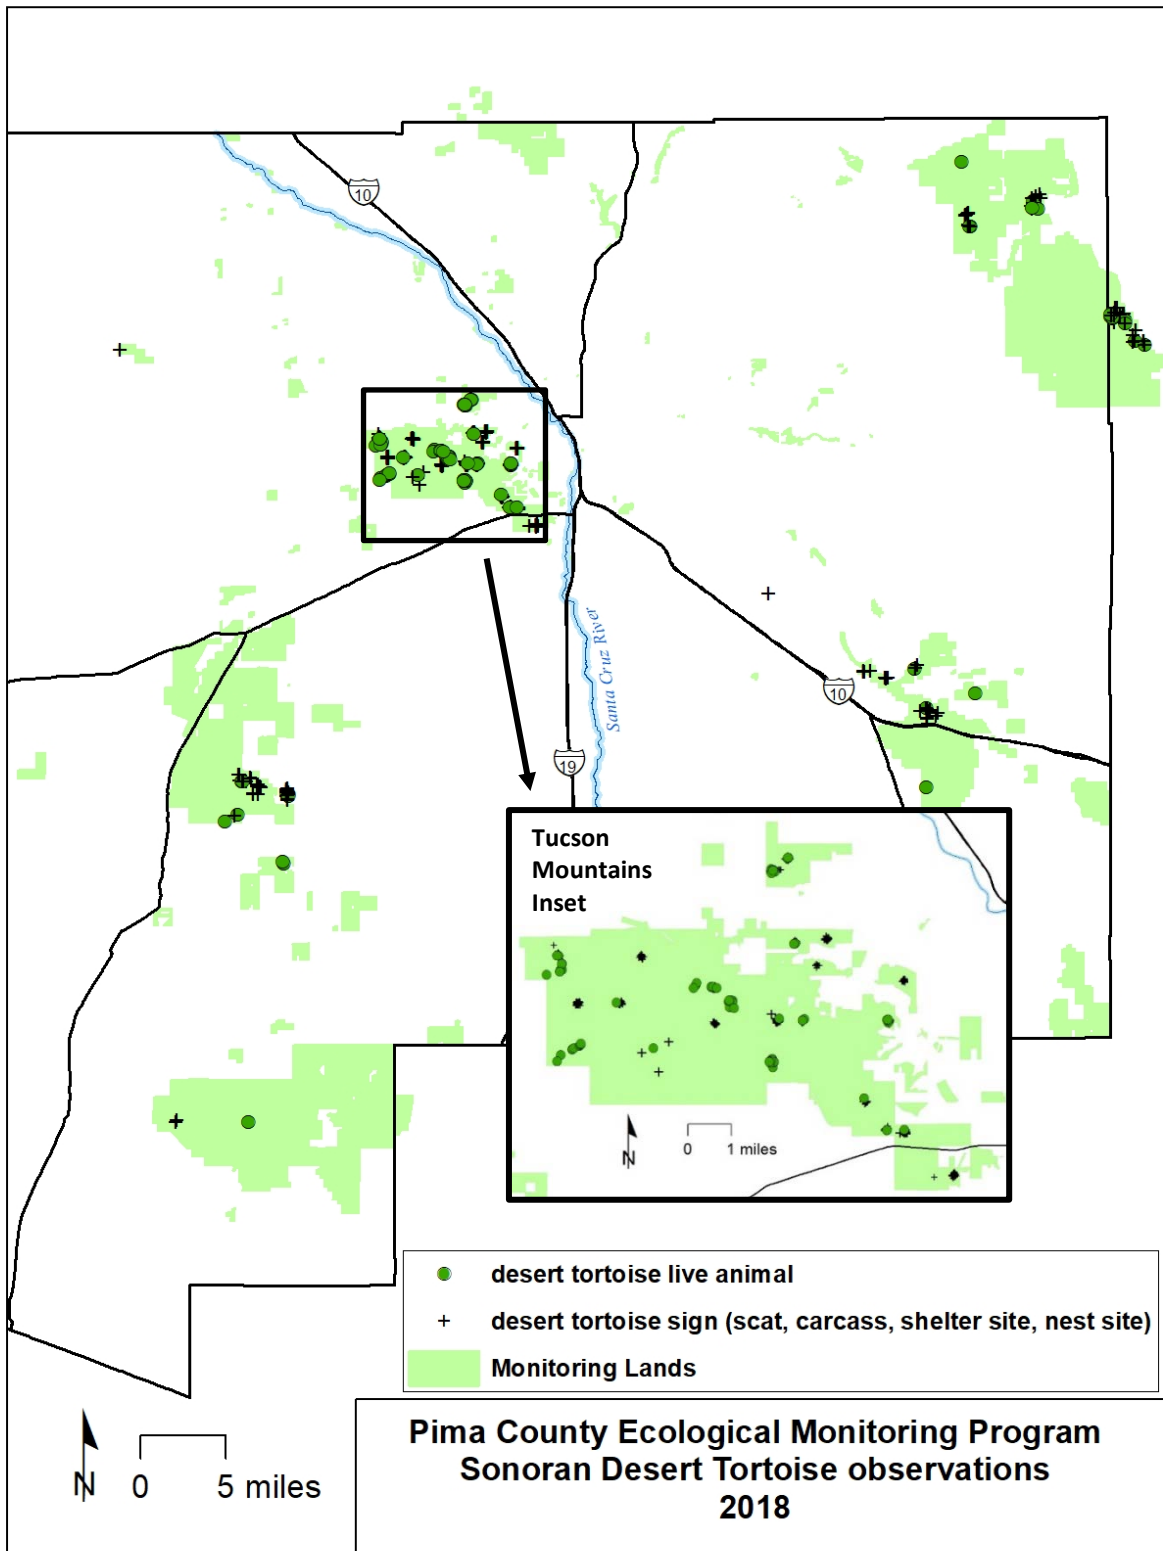 10
Santa Cruz River
10
19
Tucson
Mountains
Inset
N
0 1 miles
desert tortoise live animal
desert tortoise sign (scat, carcass, shelter site, nest site)
Monitoring Lands
N
0 5 miles
Pima County Ecological Monitoring Program
Sonoran Desert Tortoise observations
2018